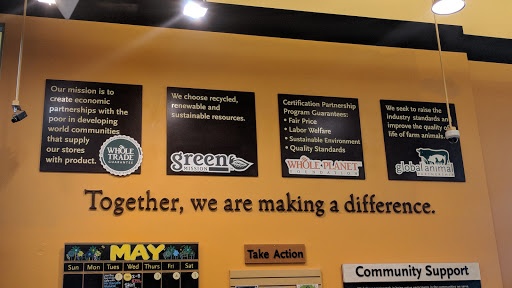 Our mission is to
create economic
partnerships with the
poor in developing
world communities
that supply
our stores
with product.
WHOLE
TRADE
GUARANTEE
We choose recycled,
renewable and
sustainable resources.
green
MISSION
Certification Partnership
Program Guarantees:
• Fair Price
• Labor Welfare
• Sustainable Environment
• Quality Standards
WHOLE PLANET
FOUNDATION
We seek to raise the
industry standards and
improve the quality of
life of farm animals.
global animal
Together, we are making a difference.
MAY
Sun Mon Tues Wed Thurs Fri Sat
Take Action
Community Support